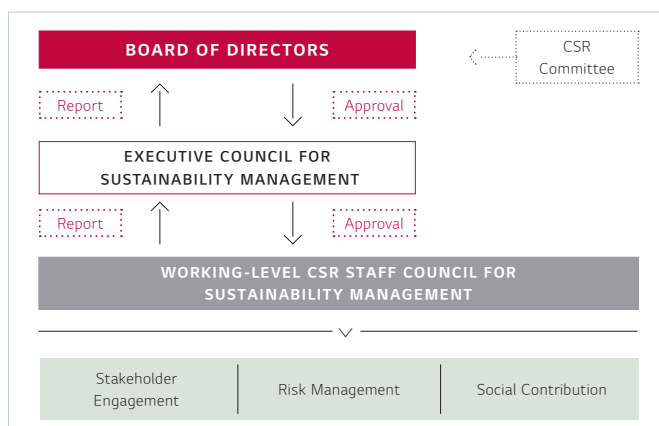 BOARD OF DIRECTORS
CSR
Committee
Report
Approval
EXECUTIVE COUNCIL FOR
SUSTAINABILITY MANAGEMENT
Report
Approval
WORKING-LEVEL CSR STAFF COUNCIL FOR
SUSTAINABILITY MANAGEMENT
Stakeholder
Engagement
Risk Management
Social Contribution